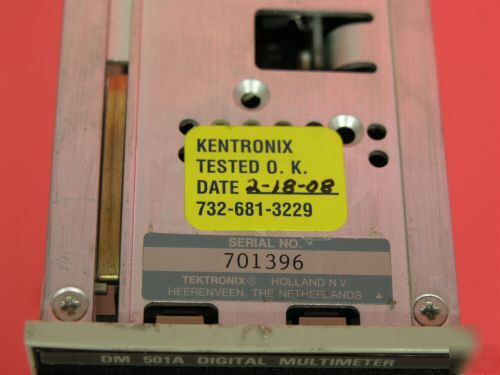 KENTRONIX
TESTED O. K.
DATE 2-18-08
732-681-3229
SERIAL NO.
701396
TEKTRONIX® HOLLAND N.V.
HEERENVEEN, THE NETHERLANDS
DM 501A DIGITAL MULTIMETER